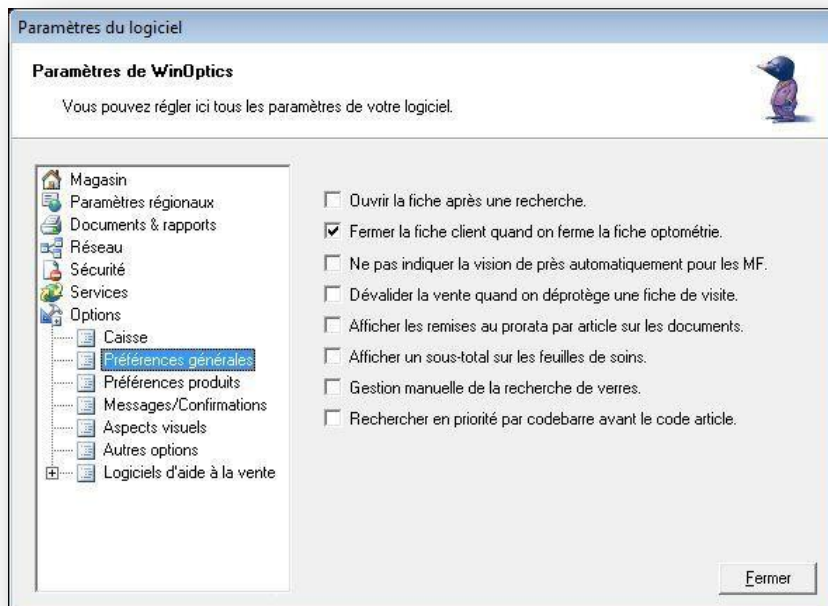 Paramètres du logiciel
Paramètres de WinOptics
Vous pouvez régler ici tous les paramètres de votre logiciel.
Magasin
Paramètres régionaux
Documents & rapports
Réseau
Sécurité
Services
Options
Caisse
Préférences générales
Préférences produits
Messages/Confirmations
Aspects visuels
Autres options
Logiciels d'aide à la vente
Ouvrir la fiche après une recherche.
Fermer la fiche client quand on ferme la fiche optométrie.
Ne pas indiquer la vision de près automatiquement pour les MF.
Dévalider la vente quand on déprotège une fiche de visite.
Afficher les remises au prorata par article sur les documents.
Afficher un sous-total sur les feuilles de soins.
Gestion manuelle de la recherche de verres.
Rechercher en priorité par codebarre avant le code article.
Fermer